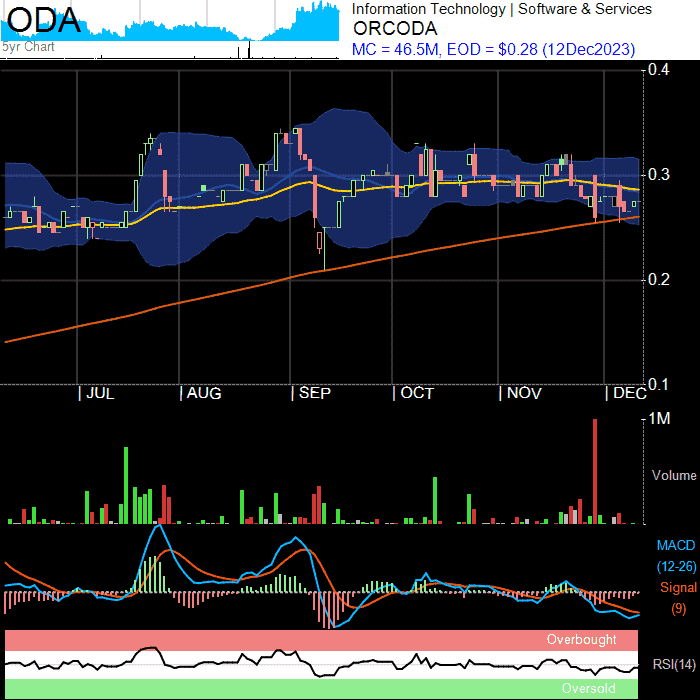 ODA
5yr Chart
Information Technology | Software & Services
ORCODA
MC = 46.5M, EOD = $0.28 (12Dec2023)
0.4
0.3
0.2
0.1
| JUL | AUG | SEP | OCT | NOV | DEC
1M
Volume
MACD
(12-26)
Signal
(9)
Overbought
RSI(14)
Oversold